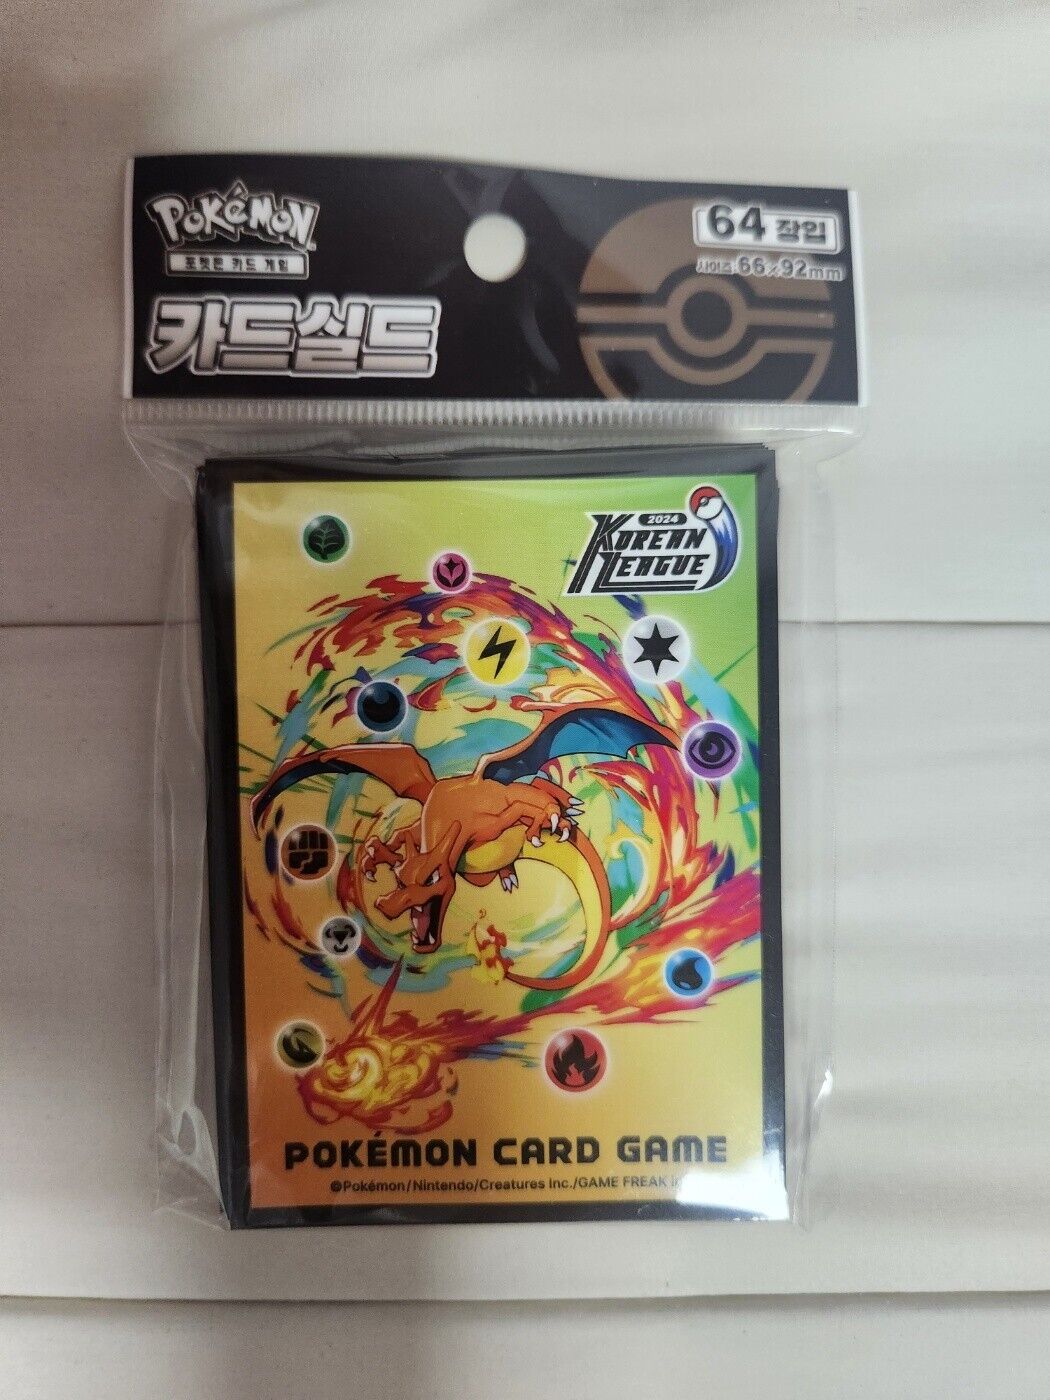 POKéMON
포켓몬 카드 게임
카드실드
64 장입
사이즈:66×92mm
2024
KOREAN
LEAGUE
POKÉMON CARD GAME
©Pokémon/Nintendo/Creatures Inc./GAME FREAK